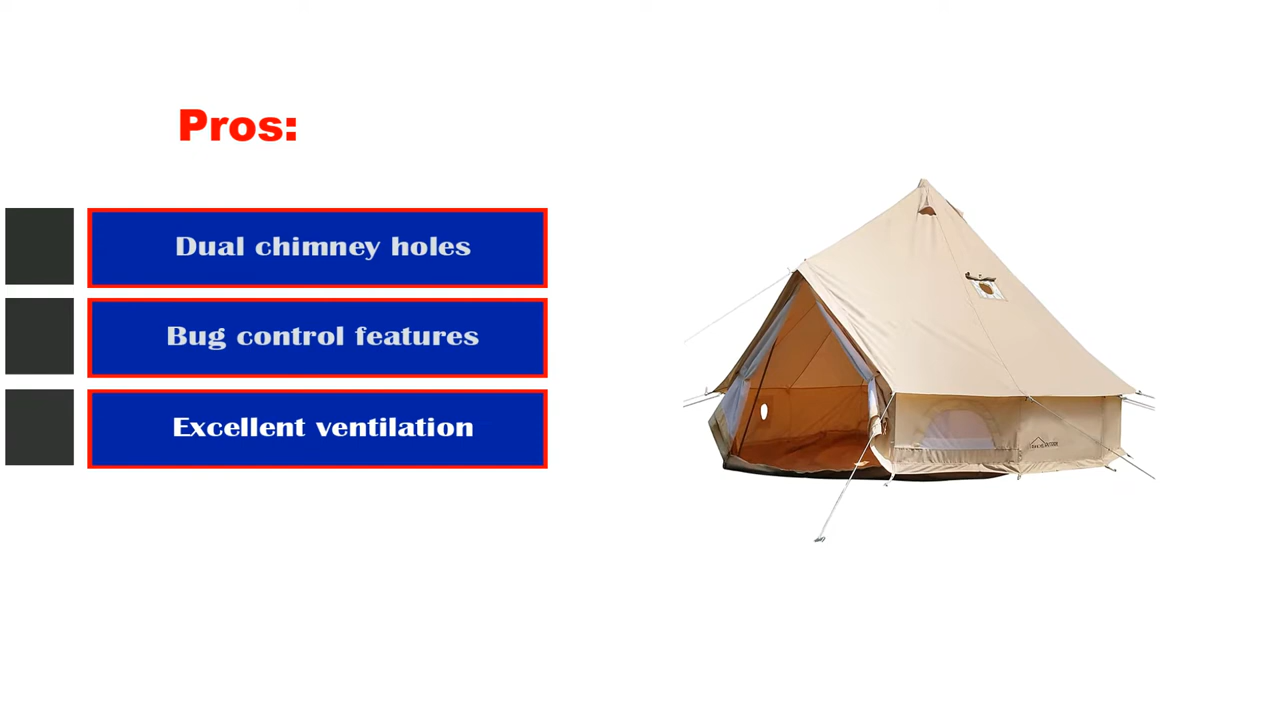 Pros:
Dual chimney holes
Bug control features
Excellent ventilation